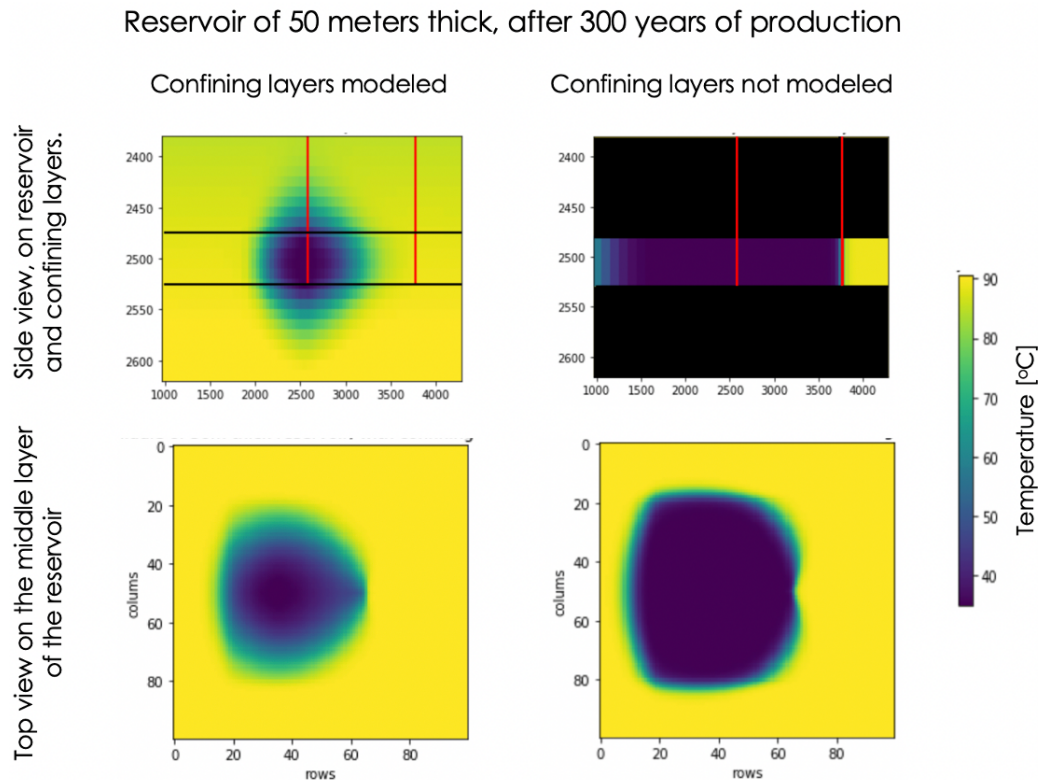 Reservoir of 50 meters thick, after 300 years of production
Confining layers modeled
Confining layers not modeled
Side view, on reservoir
and confining layers.
2400
2450
2500
2550
2600
1000 1500 2000 2500 3000 3500 4000
2400
2450
2500
2550
2600
1000 1500 2000 2500 3000 3500 4000
90
80
70
60
50
40
Temperature [oC]
Top view on the middle layer
of the reservoir
0
20
40
60
80
colums
0 20 40 60 80
rows
0
20
40
60
80
colums
0 20 40 60 80
rows